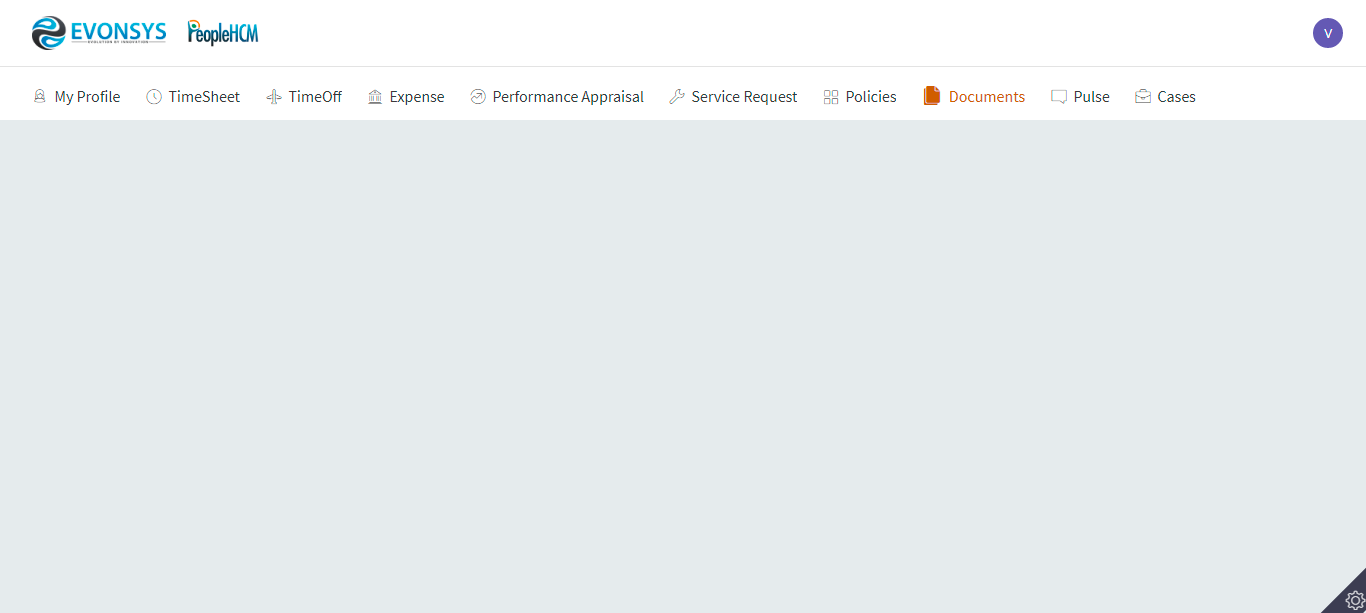 EVONSYS PeopleHCM V
EVOLUTION BY INNOVATION
My Profile TimeSheet TimeOff Expense Performance Appraisal Service Request Policies Documents Pulse Cases